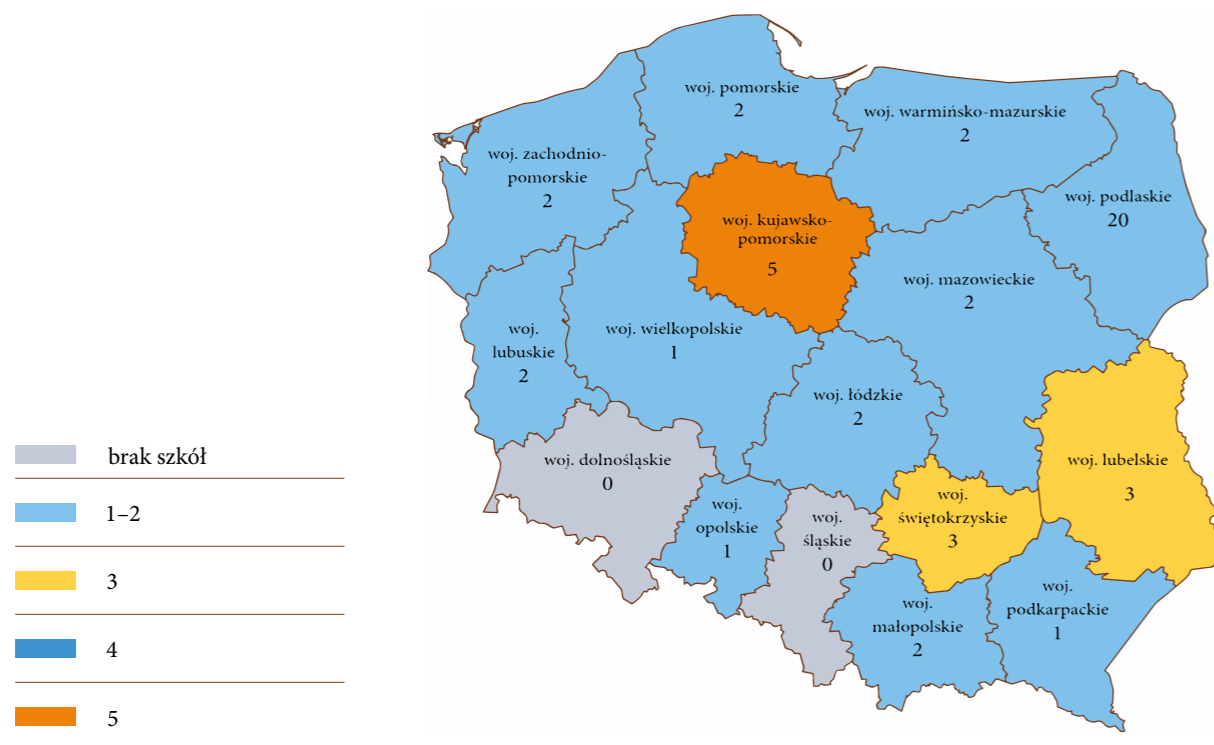 woj. pomorskie
2
woj. warmińsko-mazurskie
2
woj. zachodnio-
pomorskie
2
woj. podlaskie
20
woj. kujawsko-
pomorskie
5
woj. mazowieckie
2
woj.
lubuskie
2
woj. wielkopolskie
1
woj. łódzkie
2
woj. dolnośląskie
0
woj. lubelskie
3
woj.
opolskie
1
woj.
śląskie
0
woj.
świętokrzyskie
3
woj.
małopolskie
2
woj.
podkarpackie
1
brak szkół
1–2
3
4
5